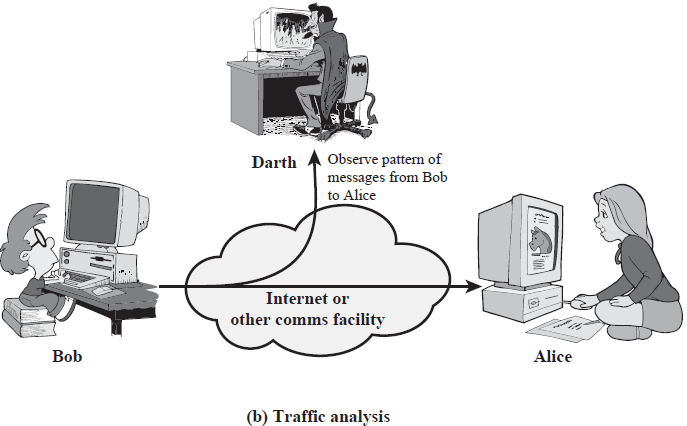 Darth
Observe pattern of
messages from Bob
to Alice
Internet or
other comms facility
Bob
Alice
(b) Traffic analysis